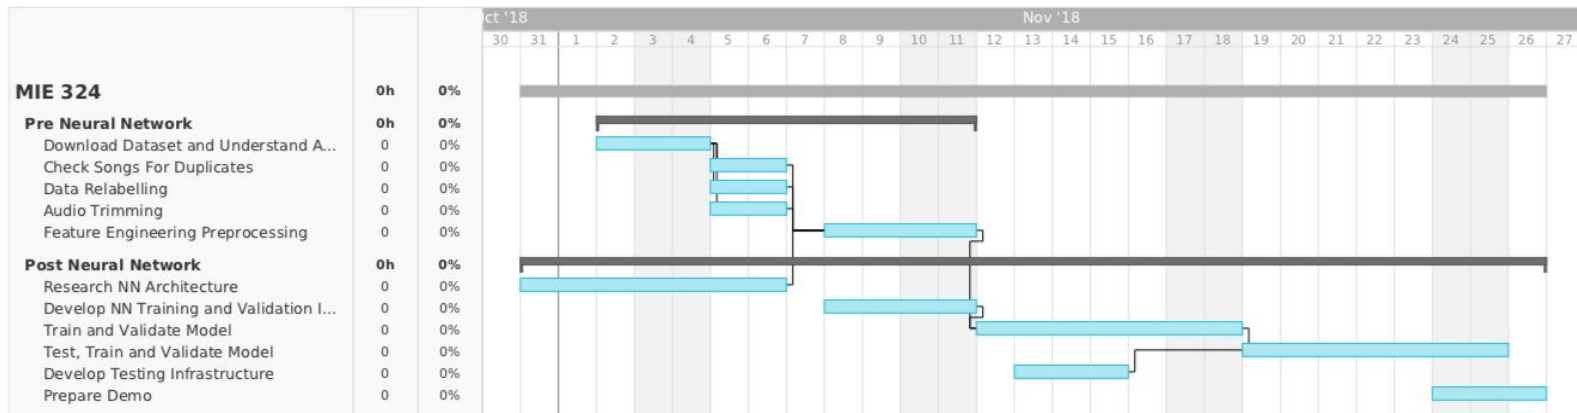 Oct '18 Nov '18
30 31 1 2 3 4 5 6 7 8 9 10 11 12 13 14 15 16 17 18 19 20 21 22 23 24 25 26 27
MIE 324 0h 0%
Pre Neural Network 0h 0%
Download Dataset and Understand A... 0 0%
Check Songs For Duplicates 0 0%
Data Relabelling 0 0%
Audio Trimming 0 0%
Feature Engineering Preprocessing 0 0%
Post Neural Network 0h 0%
Research NN Architecture 0 0%
Develop NN Training and Validation I... 0 0%
Train and Validate Model 0 0%
Test, Train and Validate Model 0 0%
Develop Testing Infrastructure 0 0%
Prepare Demo 0 0%